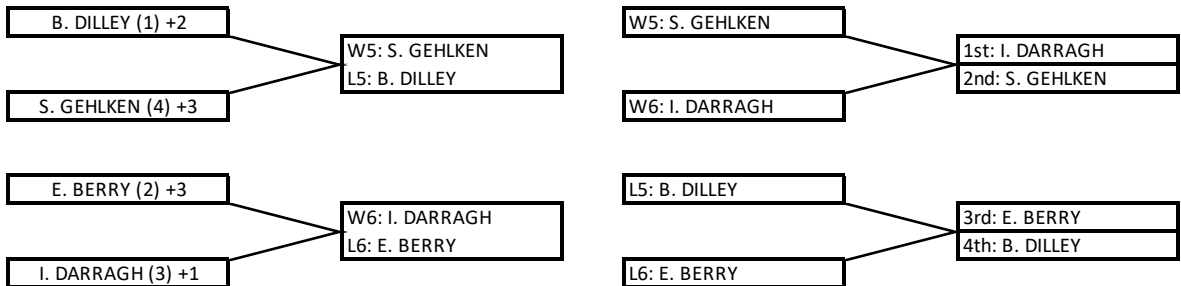 B. DILLEY (1) +2
W5: S. GEHLKEN
L5: B. DILLEY
S. GEHLKEN (4) +3
E. BERRY (2) +3
W6: I. DARRAGH
L6: E. BERRY
I. DARRAGH (3) +1
W5: S. GEHLKEN
1st: I. DARRAGH
2nd: S. GEHLKEN
W6: I. DARRAGH
L5: B. DILLEY
3rd: E. BERRY
4th: B. DILLEY
L6: E. BERRY